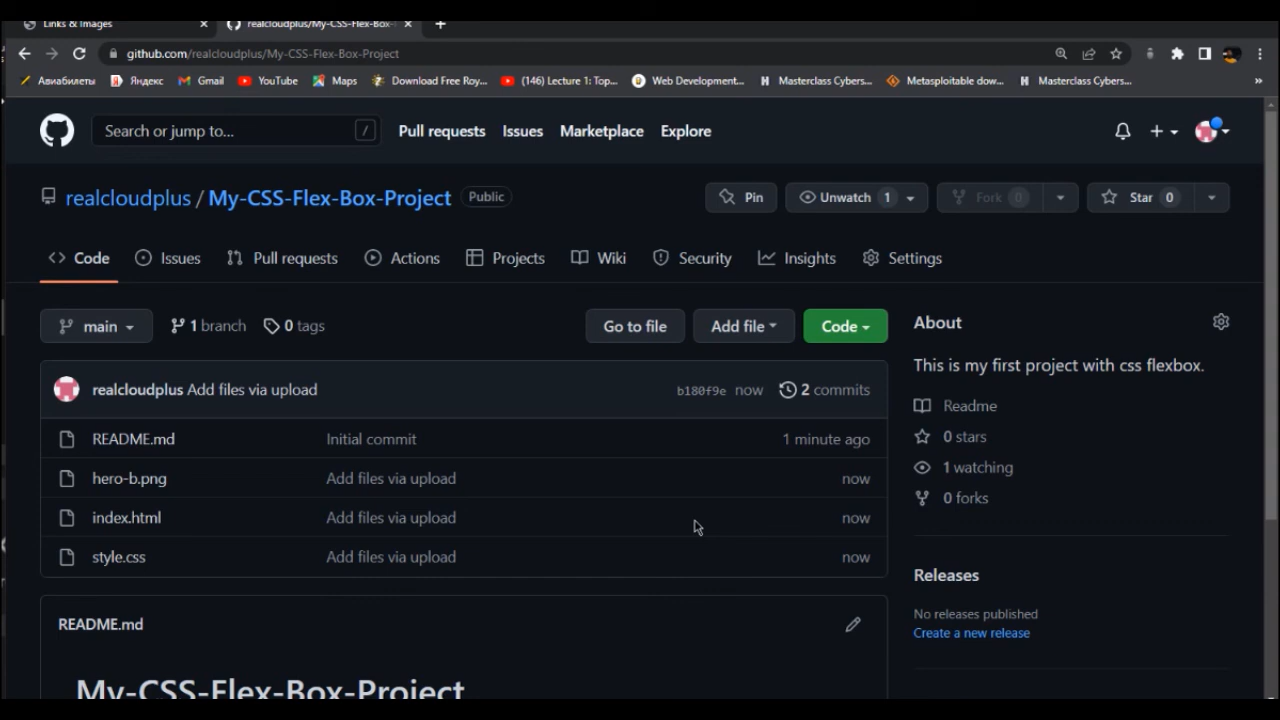 Links & Images
realcloudplus/My-CSS-Flex-Box-
github.com/realcloudplus/My-CSS-Flex-Box-Project
Авиабилеты Яндекс Gmail YouTube Maps Download Free Roy... (146) Lecture 1: Top... Web Development... Masterclass Cybers... Metasploitable dow... Masterclass Cybers... »
Search or jump to... / Pull requests Issues Marketplace Explore
realcloudplus / My-CSS-Flex-Box-Project Public Pin Unwatch 1 Fork 0 Star 0
Code Issues Pull requests Actions Projects Wiki Security Insights Settings
main 1 branch 0 tags Go to file Add file Code
About
This is my first project with css flexbox.
realcloudplus Add files via upload b180f9e now 2 commits
README.md Initial commit 1 minute ago
hero-b.png Add files via upload now
index.html Add files via upload now
style.css Add files via upload now
Readme
0 stars
1 watching
0 forks
Releases
No releases published
Create a new release
README.md
My-CSS-Flex-Box-Project